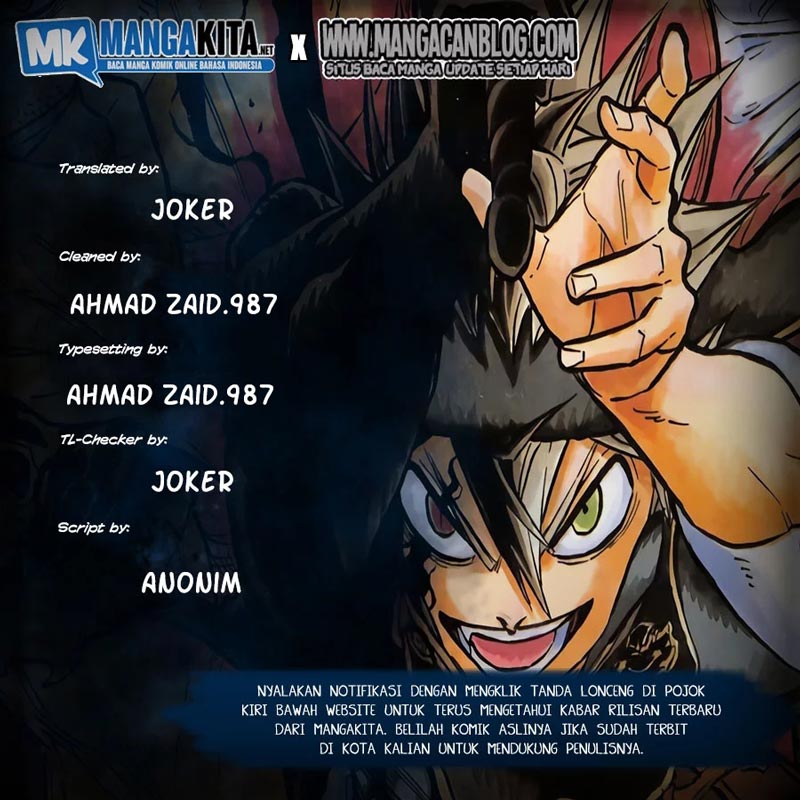 MK MANGAKITA.NET
BACA MANGA KOMIK ONLINE BAHASA INDONESIA
X
WWW.MANGACANBLOG.COM
SITUS BACA MANGA UPDATE SETIAP HARI
Translated by:
JOKER
Cleaned by:
AHMAD ZAID.987
Typesetting by:
AHMAD ZAID.987
TL-Checker by:
JOKER
Script by:
ANONIM
NYALAKAN NOTIFIKASI DENGAN MENGKLIK TANDA LONCENG DI POJOK
KIRI BAWAH WEBSITE UNTUK TERUS MENGETAHUI KABAR RILISAN TERBARU
DARI MANGAKITA. BELILAH KOMIK ASLINYA JIKA SUDAH TERBIT
DI KOTA KALIAN UNTUK MENDUKUNG PENULISNYA.